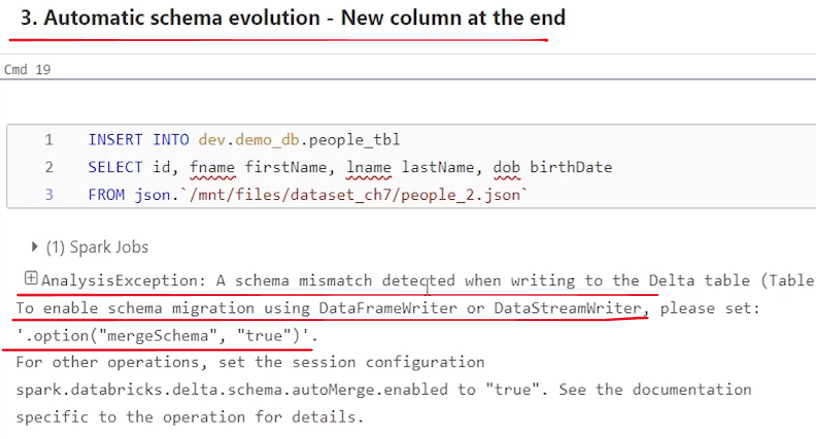 3. Automatic schema evolution - New column at the end
Cmd 19
1 INSERT INTO dev.demo_db.people_tbl
2 SELECT id, fname firstName, lname lastName, dob birthDate
3 FROM json.`/mnt/files/dataset_ch7/people_2.json`
(1) Spark Jobs
AnalysisException: A schema mismatch detected when writing to the Delta table (Table
To enable schema migration using DataFrameWriter or DataStreamWriter, please set:
'.option("mergeSchema", "true")'.
For other operations, set the session configuration
spark.databricks.delta.schema.autoMerge.enabled to "true". See the documentation
specific to the operation for details.